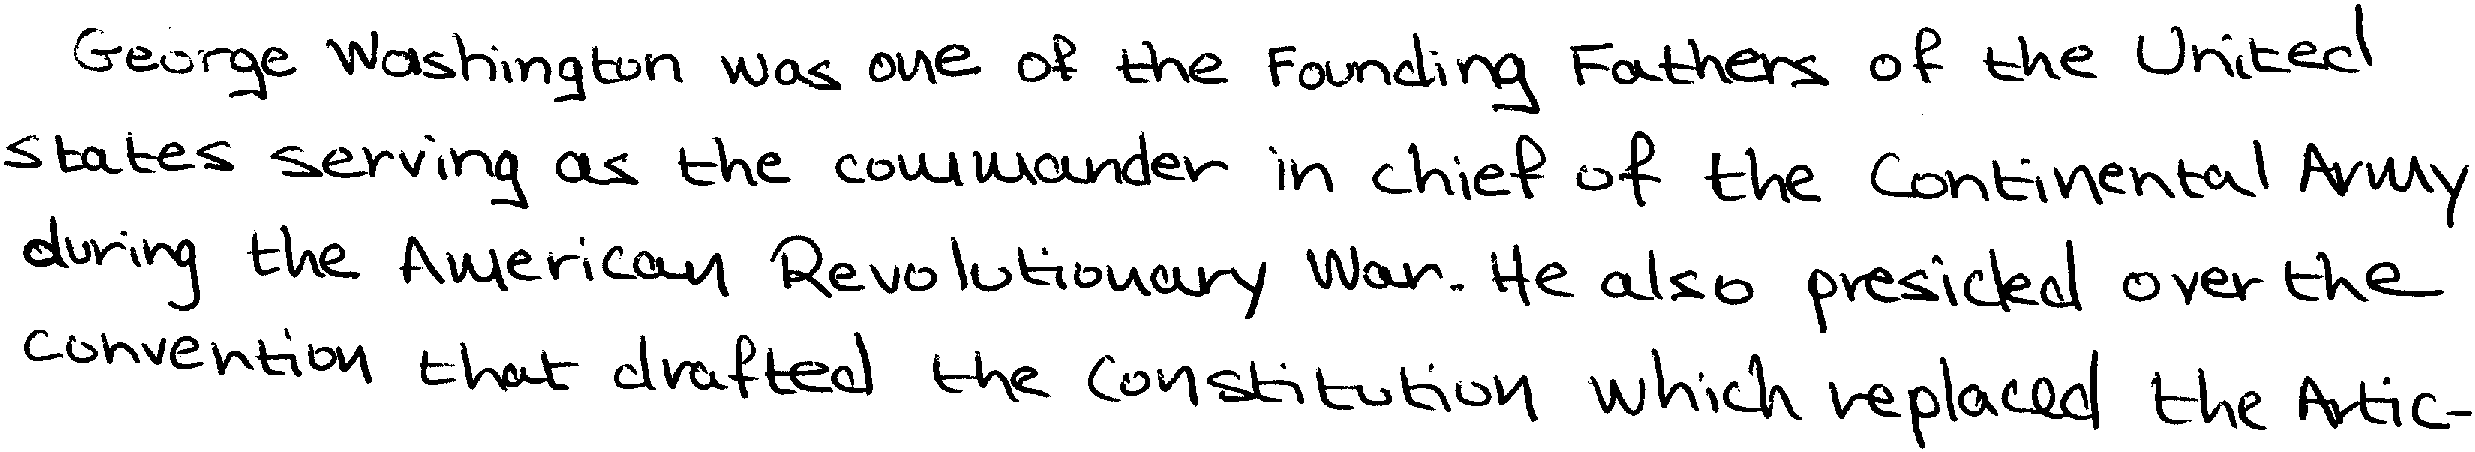 George Washington was one of the Founding Fathers of the United
states serving as the commander in chief of the Continental Army
during the American Revolutionary War. He also presided over the
convention that drafted the Constitution which replaced the Artic-